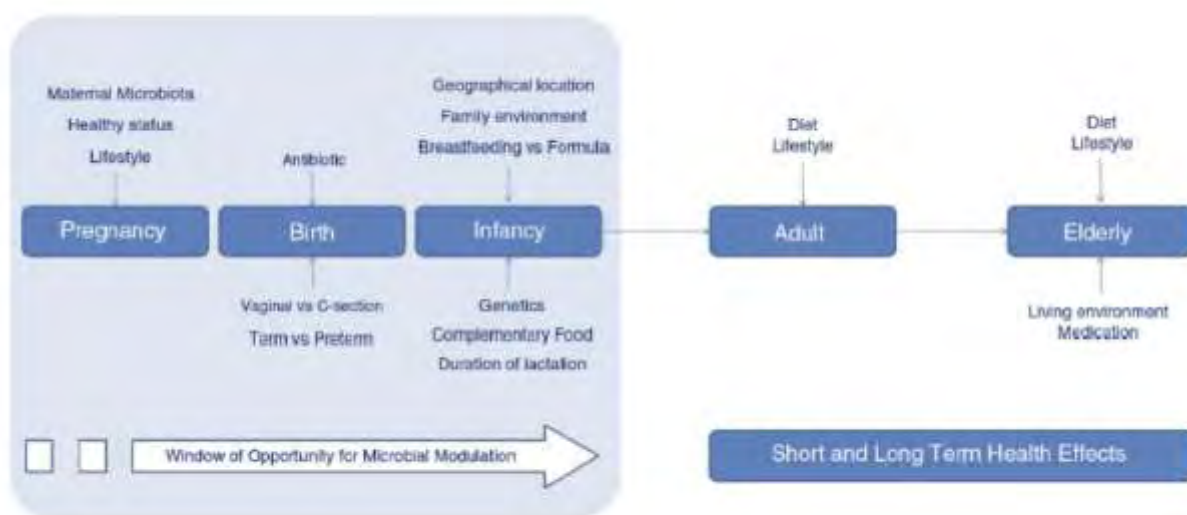 Maternal Microbiota
Healthy status
Lifestyle
Pregnancy
Antibiotic
Birth
Vaginal vs C-section
Term vs Preterm
Geographical location
Family environment
Breastfeeding vs Formula
Infancy
Genetics
Complementary Food
Duration of lactation
Diet
Lifestyle
Adult
Diet
Lifestyle
Elderly
Living environment
Medication
Window of Opportunity for Microbial Modulation
Short and Long Term Health Effects